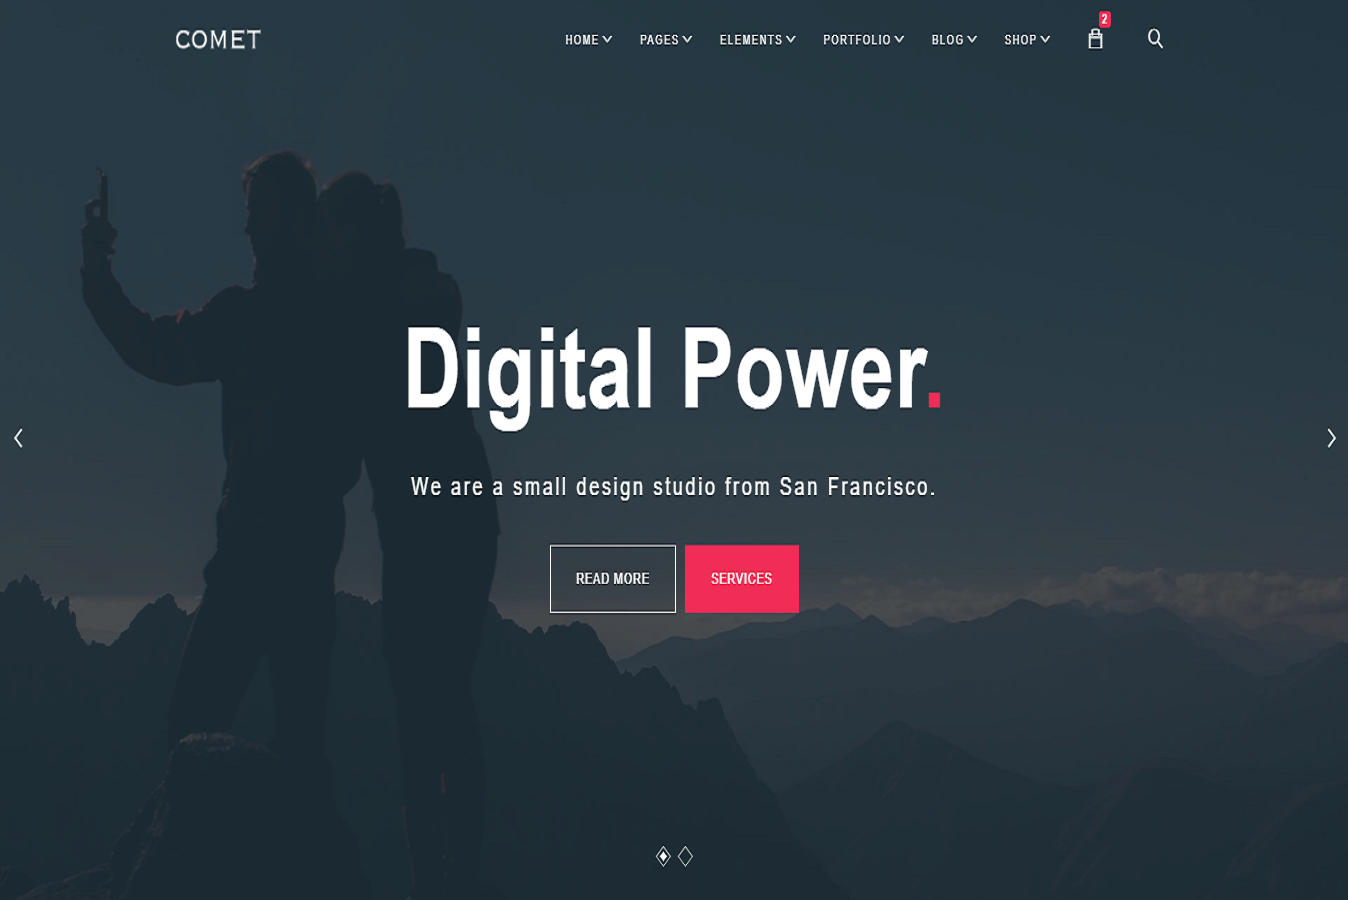 COMET
HOME PAGES ELEMENTS PORTFOLIO BLOG SHOP 2
Digital Power.
We are a small design studio from San Francisco.
READ MORE SERVICES